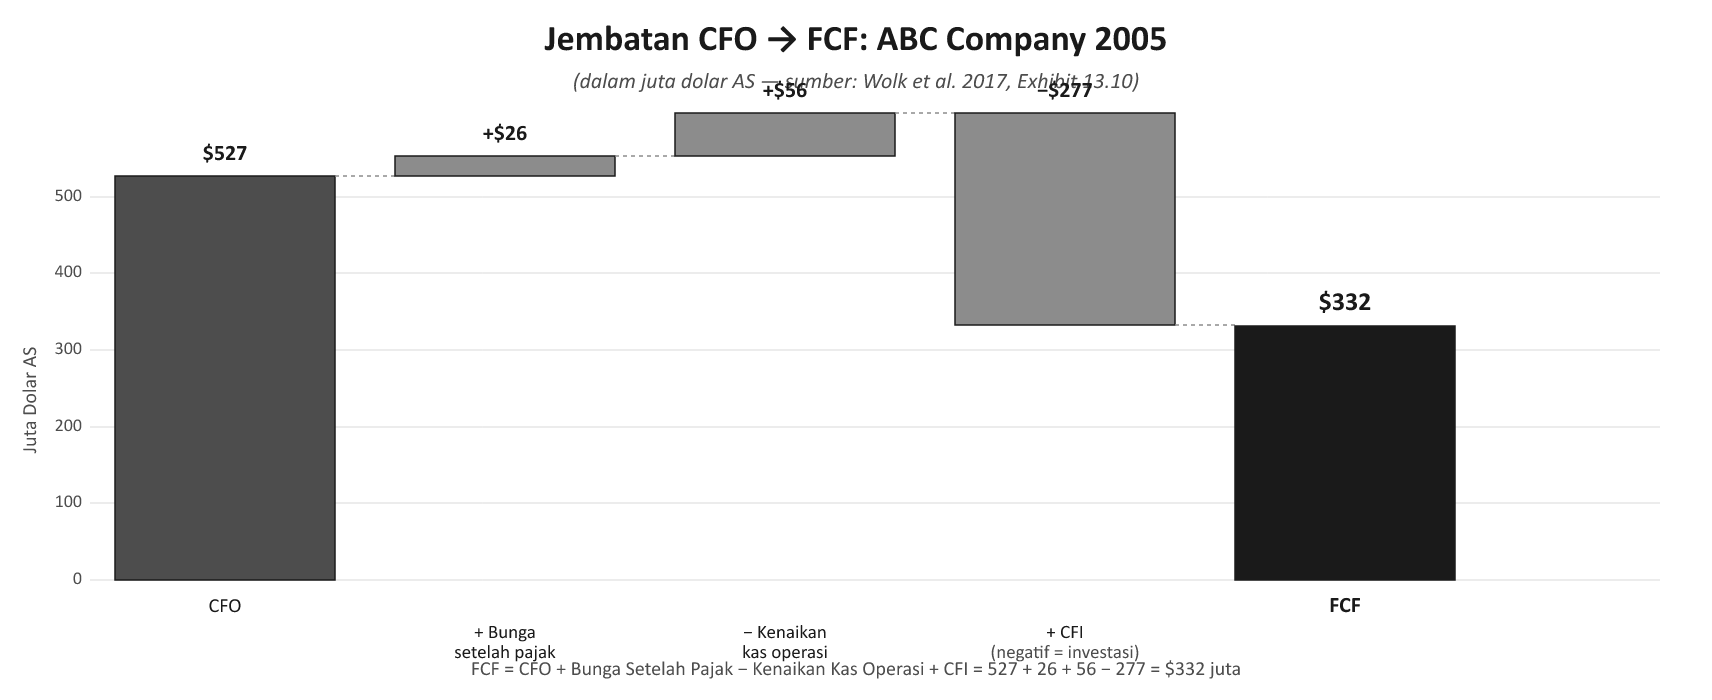 Jembatan CFO → FCF: ABC Company 2005
(dalam juta dolar AS — sumber: Wolk et al. 2017, Exhibit 13.10)
+$56
−$277
+$26
$527
$332
500
400
300
200
100
0
Juta Dolar AS
CFO
FCF
+ Bunga
setelah pajak
− Kenaikan
kas operasi
+ CFI
(negatif = investasi)
FCF = CFO + Bunga Setelah Pajak − Kenaikan Kas Operasi + CFI = 527 + 26 + 56 − 277 = $332 juta